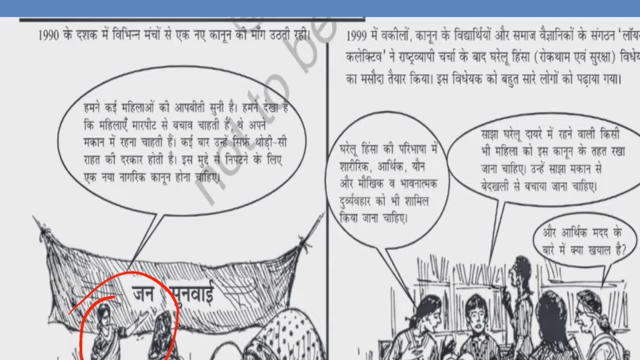 1990 के दशक में विभिन्न मंचों से एक नए कानून की माँग उठती रही।
हमने कई महिलाओं की आपबीती सुनी है। हमने देखा है
कि महिलाएँ मारपीट से बचाव चाहती हैं। वे अपने
मकान में रहना चाहती हैं। कई बार उन्हें सिर्फ़ थोड़ी-सी
राहत की दरकार होती है। इस मुद्दे से निपटने के लिए
एक नया नागरिक कानून होना चाहिए।
जन सुनवाई
not to be
1999 में वकीलों, कानून के विद्यार्थियों और समाज वैज्ञानिकों के संगठन 'लॉयर्
कलेक्टिव' ने राष्ट्रव्यापी चर्चा के बाद घरेलू हिंसा (रोकथाम एवं सुरक्षा) विधेय
का मसौदा तैयार किया। इस विधेयक को बहुत सारे लोगों को पढ़ाया गया।
घरेलू हिंसा की परिभाषा में
शारीरिक, आर्थिक, यौन
और मौखिक व भावनात्मक
दुर्व्यवहार को भी शामिल
किया जाना चाहिए।
साझा घरेलू दायरे में रहने वाली किसी
भी महिला को इस कानून के तहत रखा
जाना चाहिए। उन्हें साझा मकान से
बेदखली से बचाया जाना चाहिए।
और आर्थिक मदद के
बारे में क्या खयाल है?